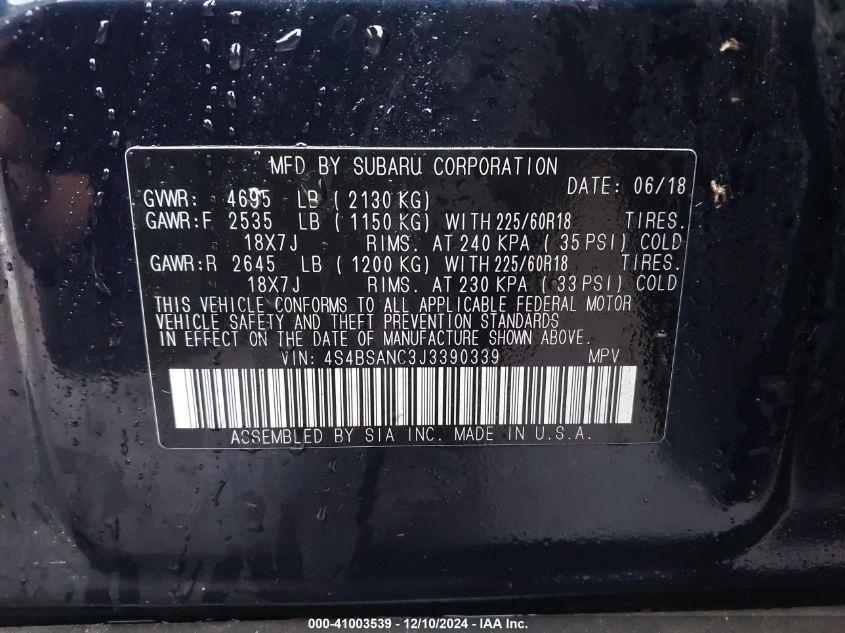 MFD BY SUBARU CORPORATION
DATE: 06/18
GVWR: 4695 LB ( 2130 KG)
GAWR:F 2535 LB ( 1150 KG) WITH 225/60R18 TIRES.
18X7J RIMS. AT 240 KPA ( 35 PSI) COLD
GAWR:R 2645 LB ( 1200 KG) WITH 225/60R18 TIRES.
18X7J RIMS. AT 230 KPA ( 33 PSI) COLD
THIS VEHICLE CONFORMS TO ALL APPLICABLE FEDERAL MOTOR
VEHICLE SAFETY AND THEFT PREVENTION STANDARDS
IN EFFECT ON THE DATE OF MANUFACTURE SHOWN ABOVE.
VIN: 4S4BSANC3J3390339 MPV
ASSEMBLED BY SIA INC. MADE IN U.S.A.
000-41003539 - 12/10/2024 - IAA Inc.